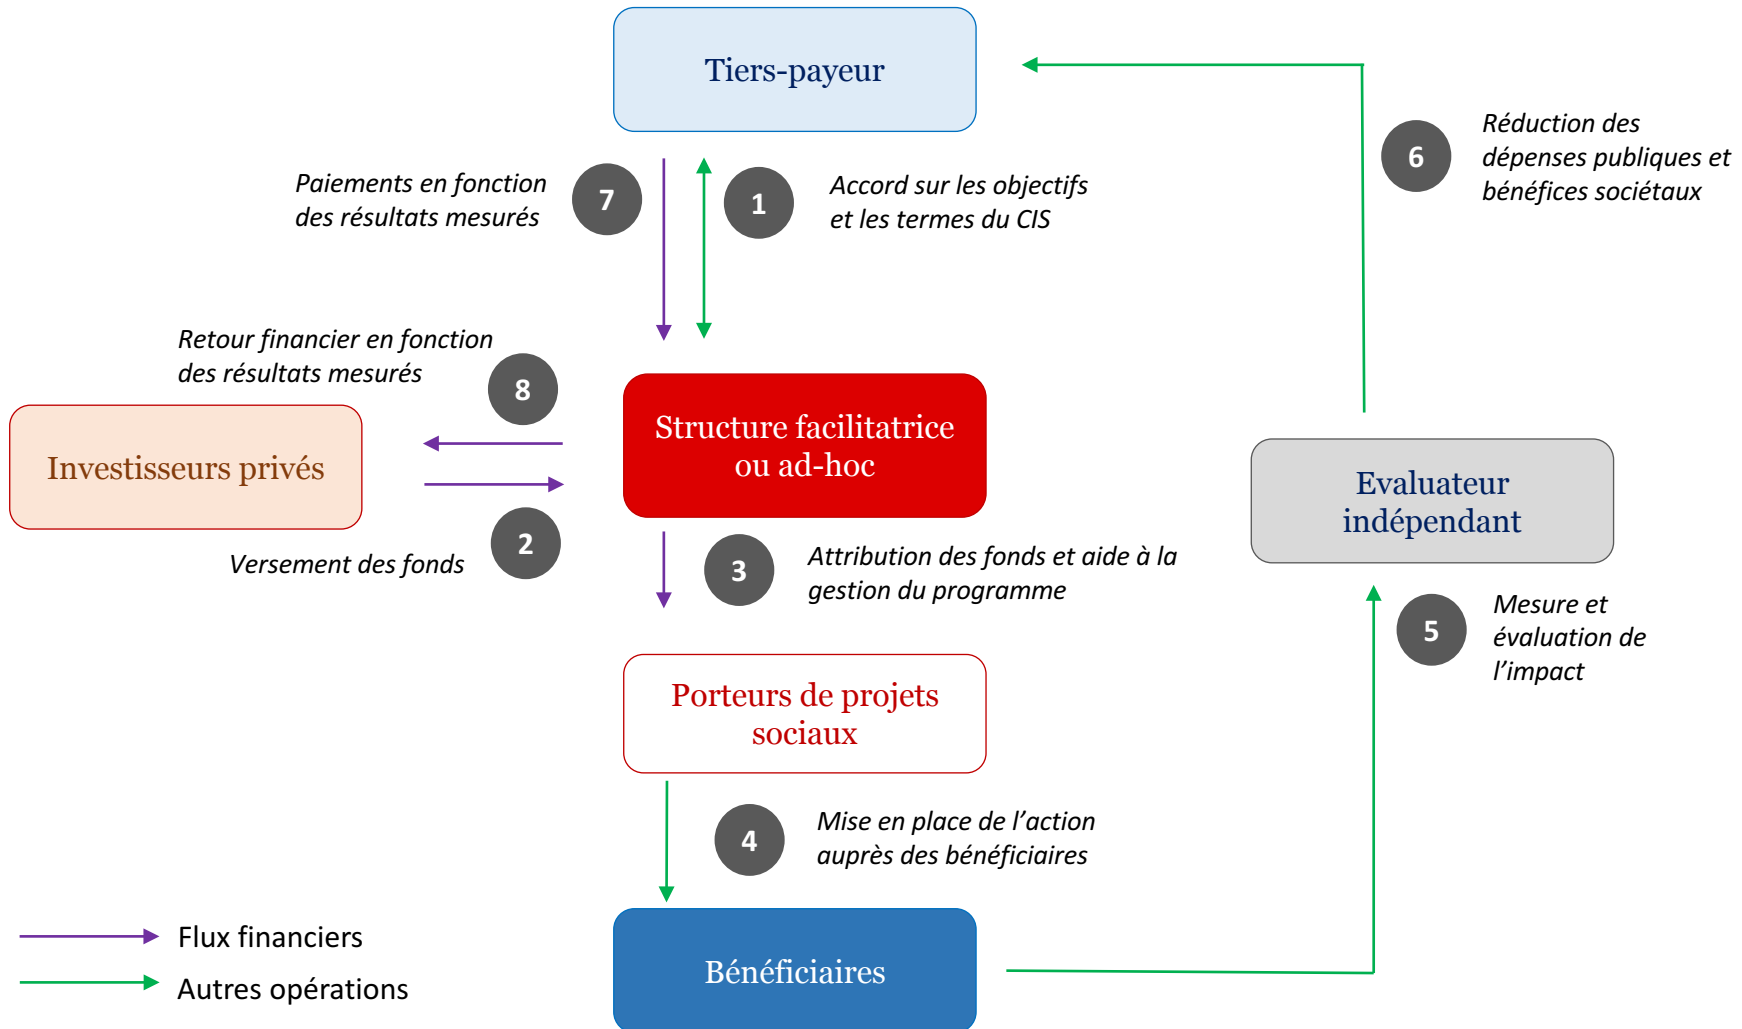 Tiers-payeur
6
Réduction des
dépenses publiques et
bénéfices sociétaux
Paiements en fonction
des résultats mesurés
7
1
Accord sur les objectifs
et les termes du CIS
Retour financier en fonction
des résultats mesurés
8
Investisseurs privés
Structure facilitatrice
ou ad-hoc
Evaluateur
indépendant
Versement des fonds
2
3
Attribution des fonds et aide à la
gestion du programme
5
Mesure et
évaluation de
l’impact
Porteurs de projets
sociaux
4
Mise en place de l’action
auprès des bénéficiaires
Flux financiers
Autres opérations
Bénéficiaires